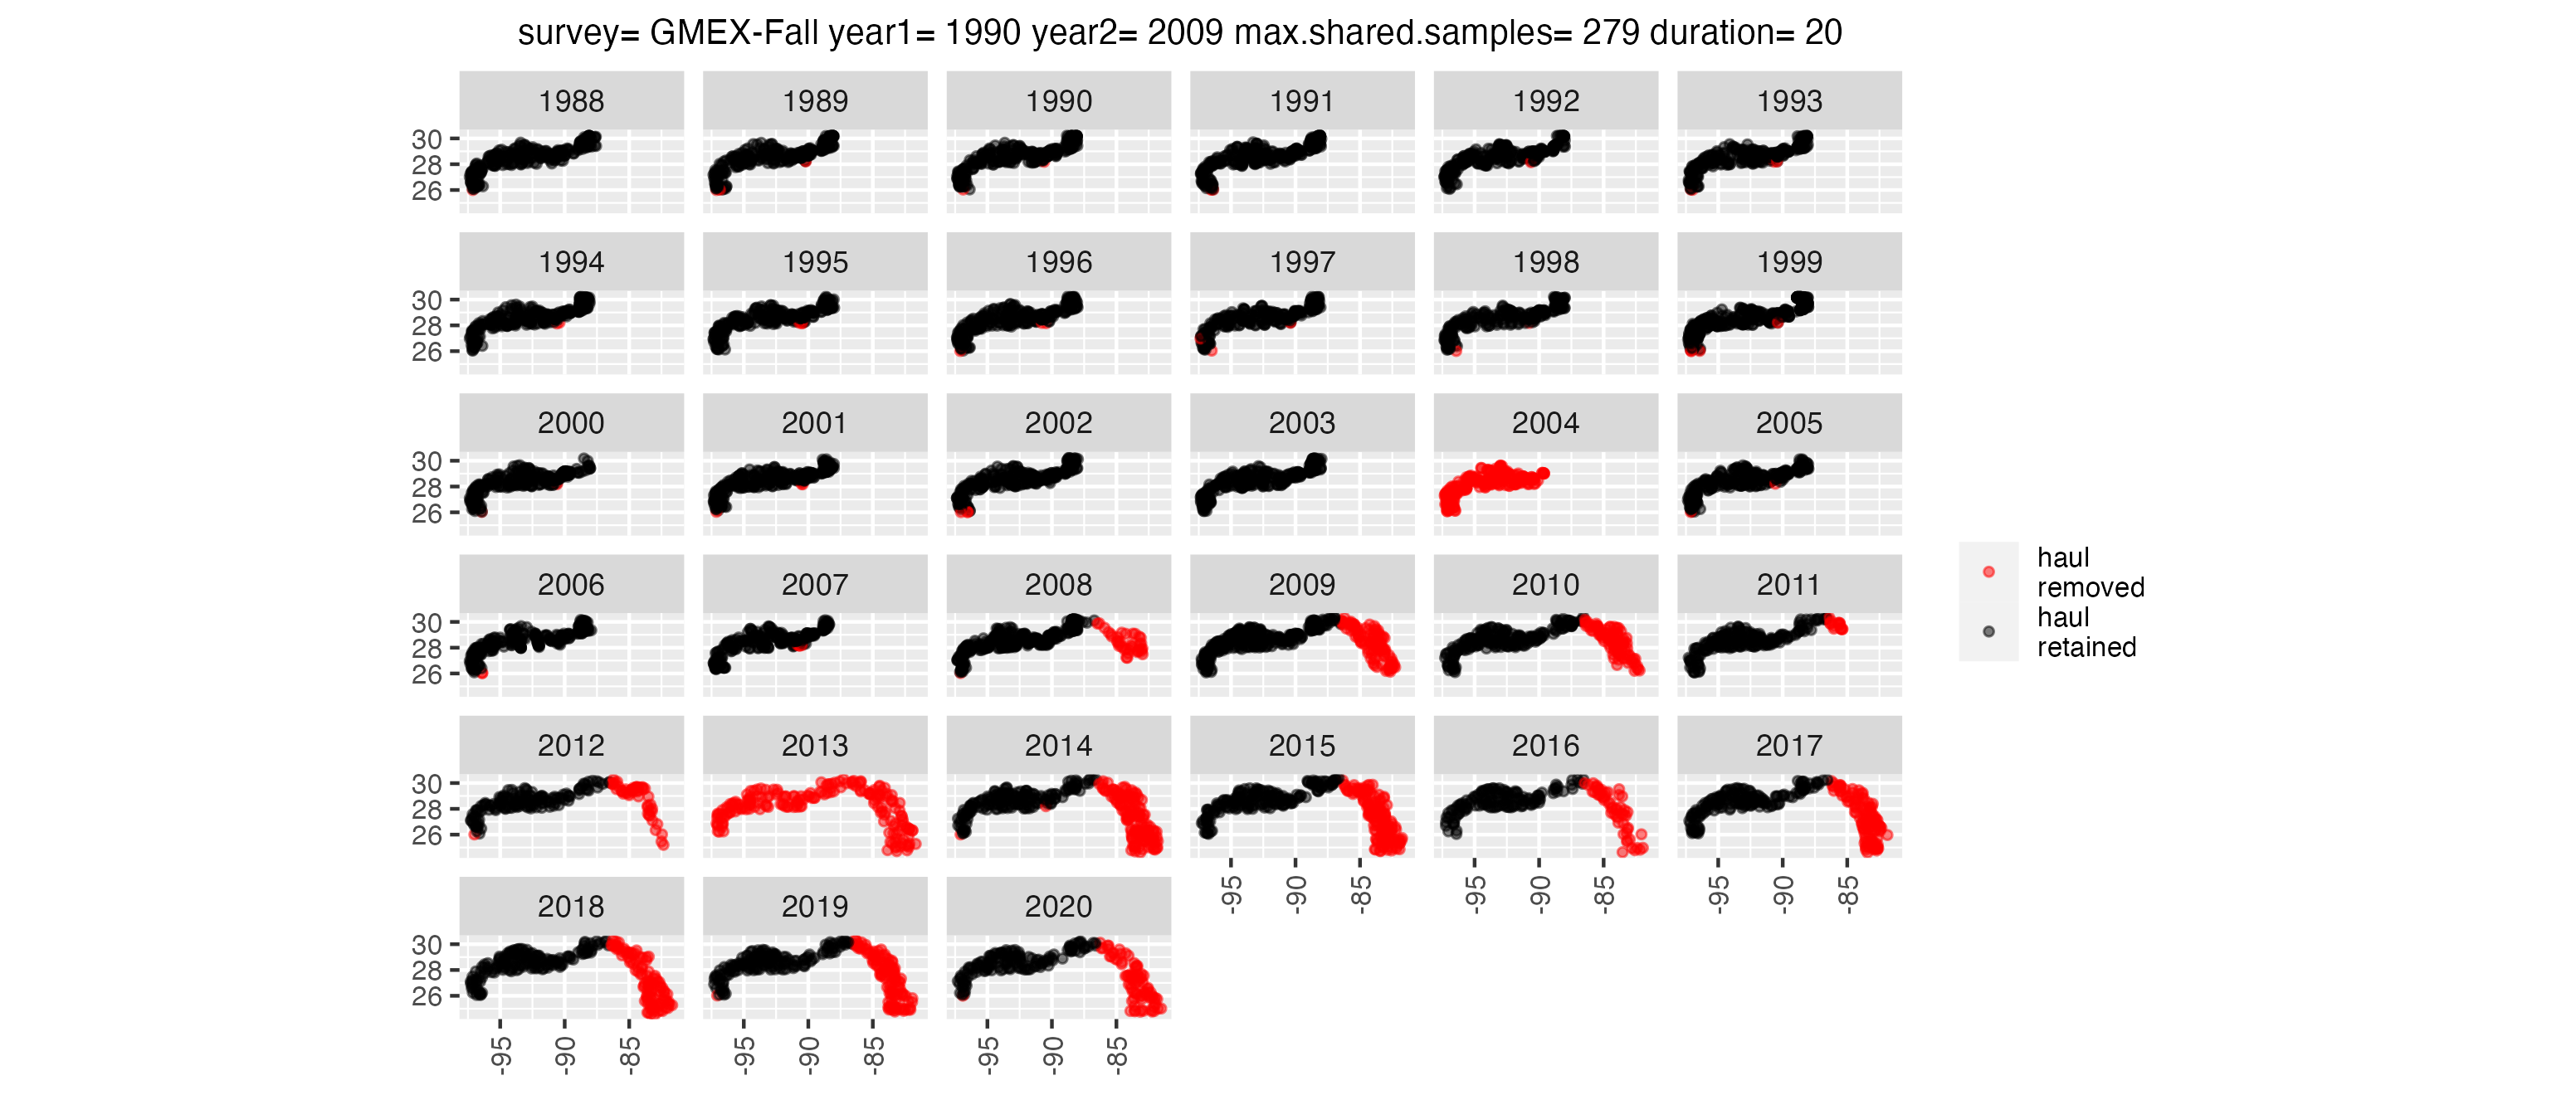 survey= GMEX-Fall year1= 1990 year2= 2009 max.shared.samples= 279 duration= 20
1988 1989 1990 1991 1992 1993
30
28
26
1994 1995 1996 1997 1998 1999
30
28
26
2000 2001 2002 2003 2004 2005
30
28
26
2006 2007 2008 2009 2010 2011
30
28
26
2012 2013 2014 2015 2016 2017
30
28
26
-95 -90 -85 -95 -90 -85 -95 -90 -85
2018 2019 2020
30
28
26
-95 -90 -85 -95 -90 -85 -95 -90 -85
haul
removed
haul
retained